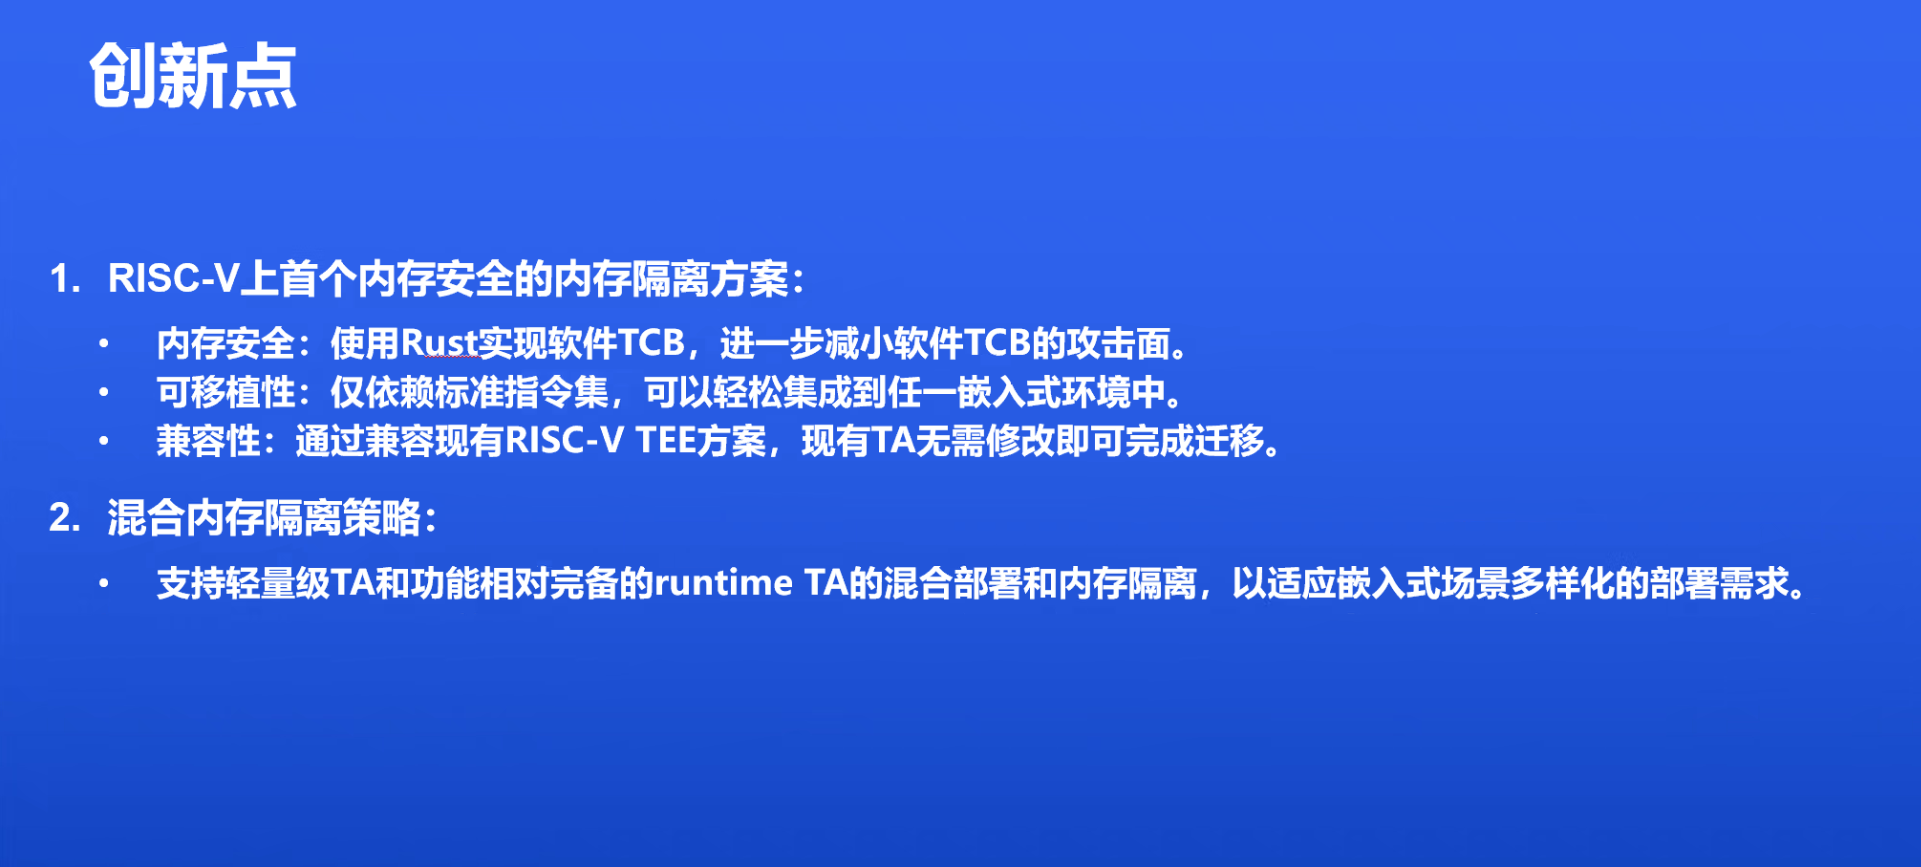 创新点
1. RISC-V上首个内存安全的内存隔离方案：
• 内存安全：使用Rust实现软件TCB，进一步减小软件TCB的攻击面。
• 可移植性：仅依赖标准指令集，可以轻松集成到任一嵌入式环境中。
• 兼容性：通过兼容现有RISC-V TEE方案，现有TA无需修改即可完成迁移。
2. 混合内存隔离策略：
• 支持轻量级TA和功能相对完备的runtime TA的混合部署和内存隔离，以适应嵌入式场景多样化的部署需求。